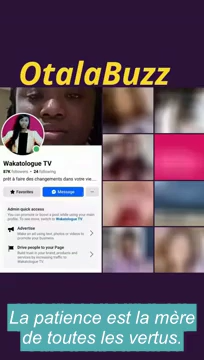 OtalaBuzz
Wakatologue TV
87K followers • 24 following
prêt à faire des changements dans votre vie...
Favorites
Message
Admin quick access
Advertise
Drive people to your Page
La patience est la mère
de toutes les vertus.